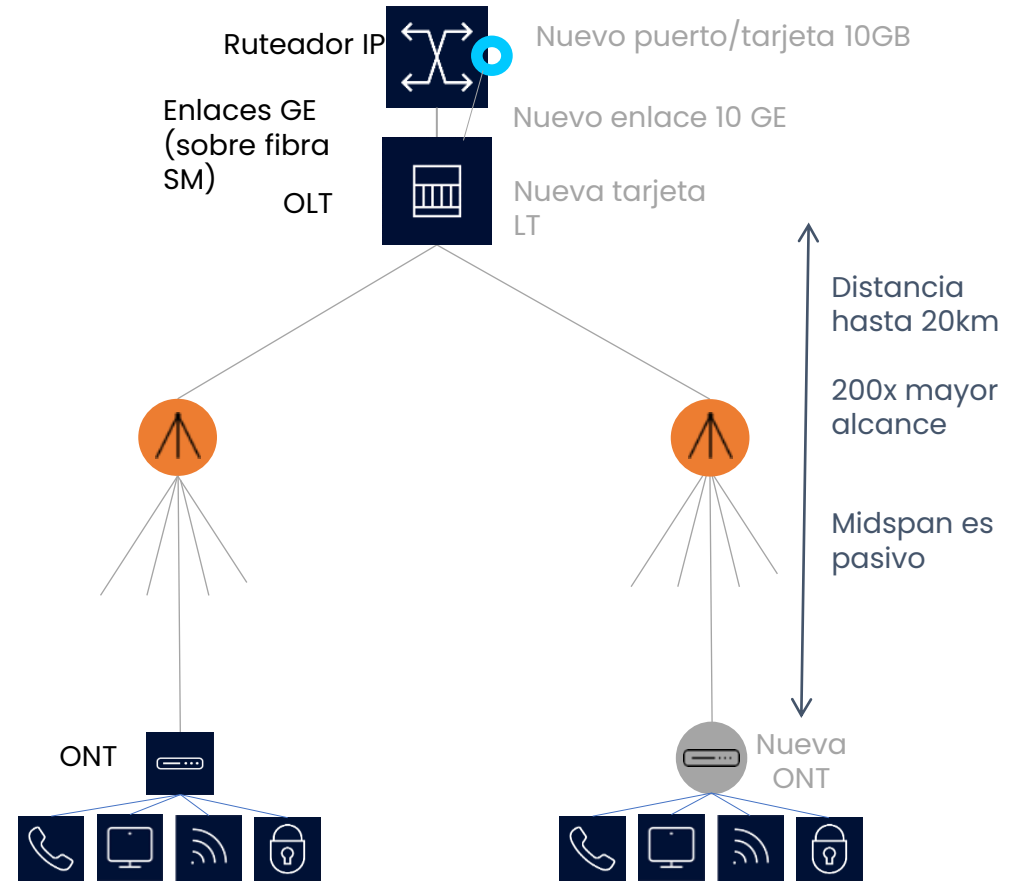 Ruteador IP
Nuevo puerto/tarjeta 10GB
Enlaces GE
(sobre fibra
SM)
Nuevo enlace 10 GE
OLT
Nueva tarjeta
LT
Distancia
hasta 20km
200x mayor
alcance
Midspan es
pasivo
ONT
Nueva
ONT